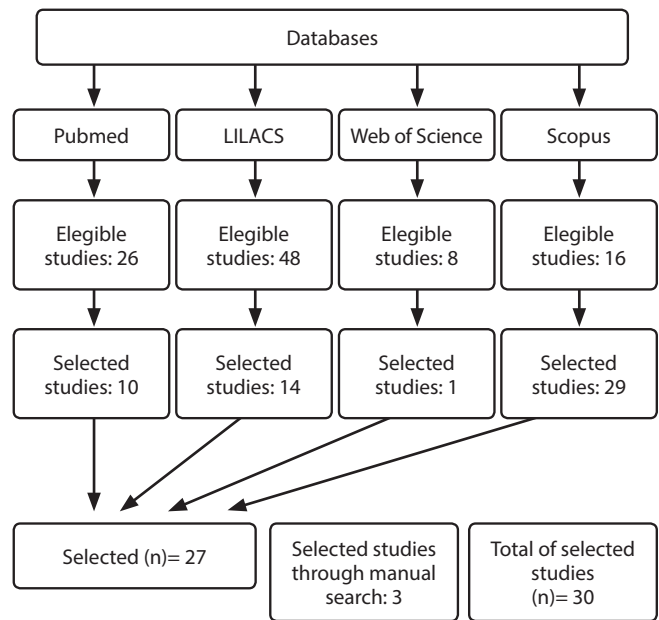 Databases
Pubmed
LILACS
Web of Science
Scopus
Elegible
studies: 26
Elegible
studies: 48
Elegible
studies: 8
Elegible
studies: 16
Selected
studies: 10
Selected
studies: 14
Selected
studies: 1
Selected
studies: 29
Selected (n)= 27
Selected studies
through manual
search: 3
Total of selected
studies
(n)= 30